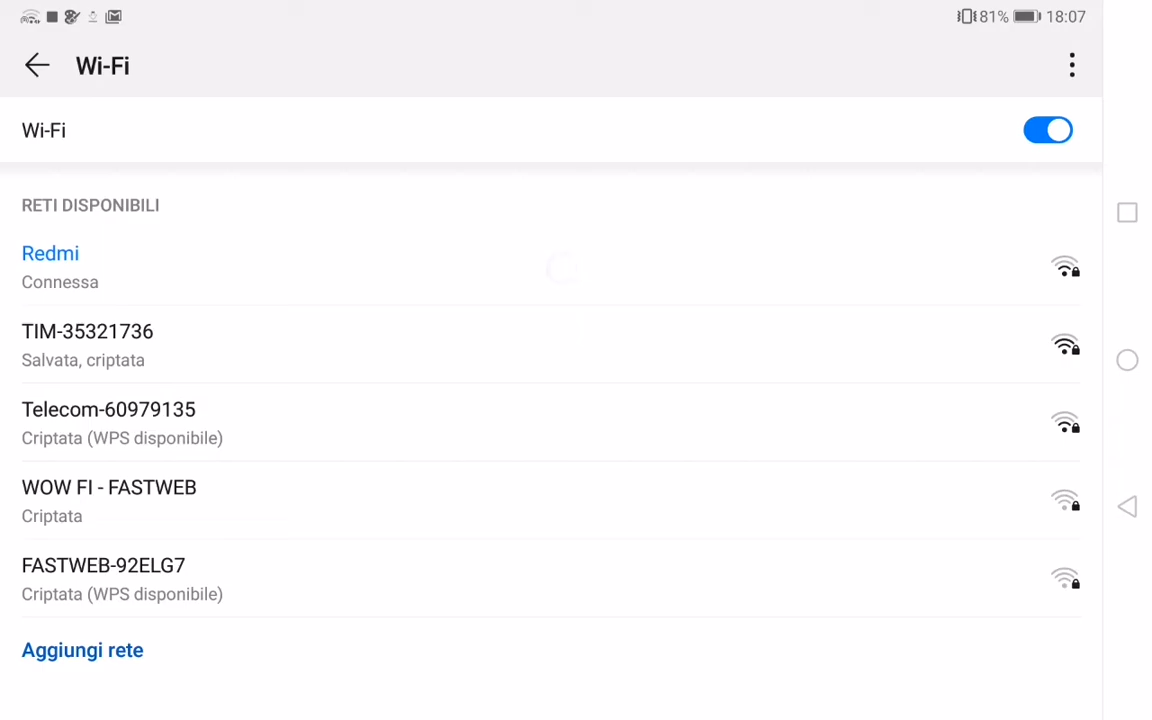 81% 18:07
Wi-Fi
Wi-Fi
RETI DISPONIBILI
Redmi
Connessa
TIM-35321736
Salvata, criptata
Telecom-60979135
Criptata (WPS disponibile)
WOW FI - FASTWEB
Criptata
FASTWEB-92ELG7
Criptata (WPS disponibile)
Aggiungi rete